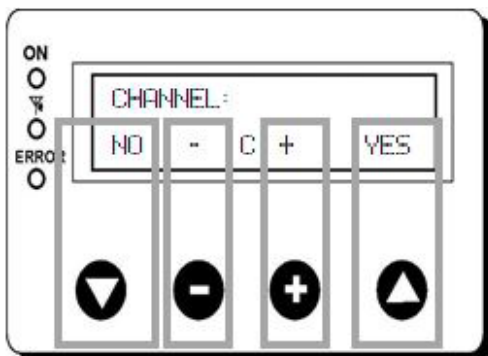 ON
ERROR
CHANNEL:
NO - C + YES
- +